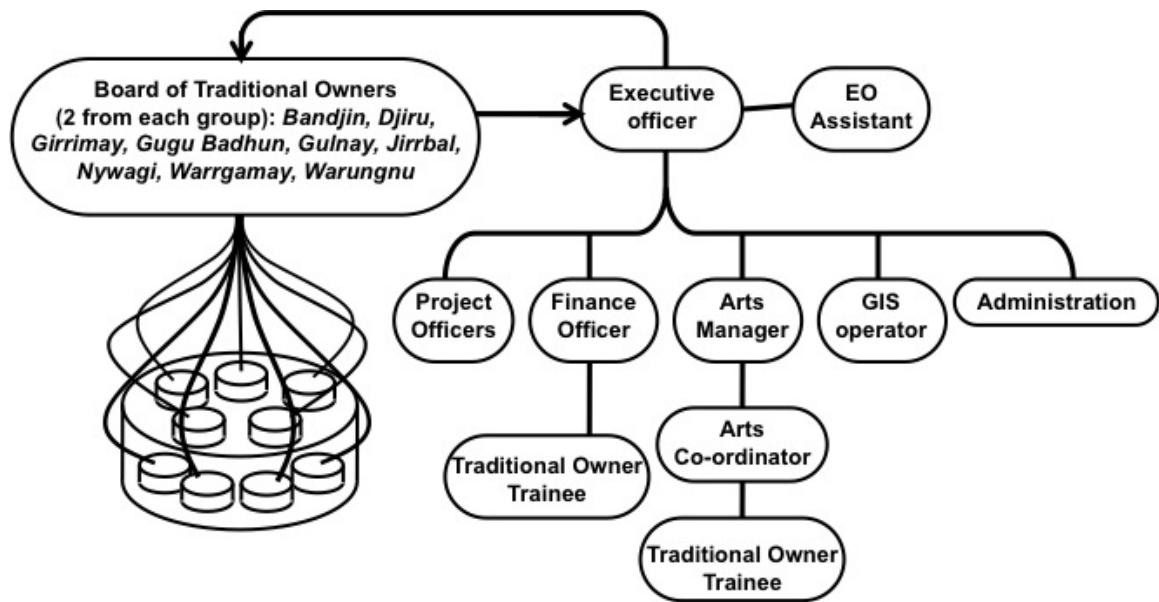 Board of Traditional Owners
(2 from each group): Bandjin, Djiru,
Girrimay, Gugu Badhun, Gulnay, Jirrbal,
Nywagi, Warrgamay, Warungnu
Executive
officer
EO
Assistant
Project
Officers
Finance
Officer
Arts
Manager
GIS
operator
Administration
Traditional Owner
Trainee
Arts
Co-ordinator
Traditional Owner
Trainee